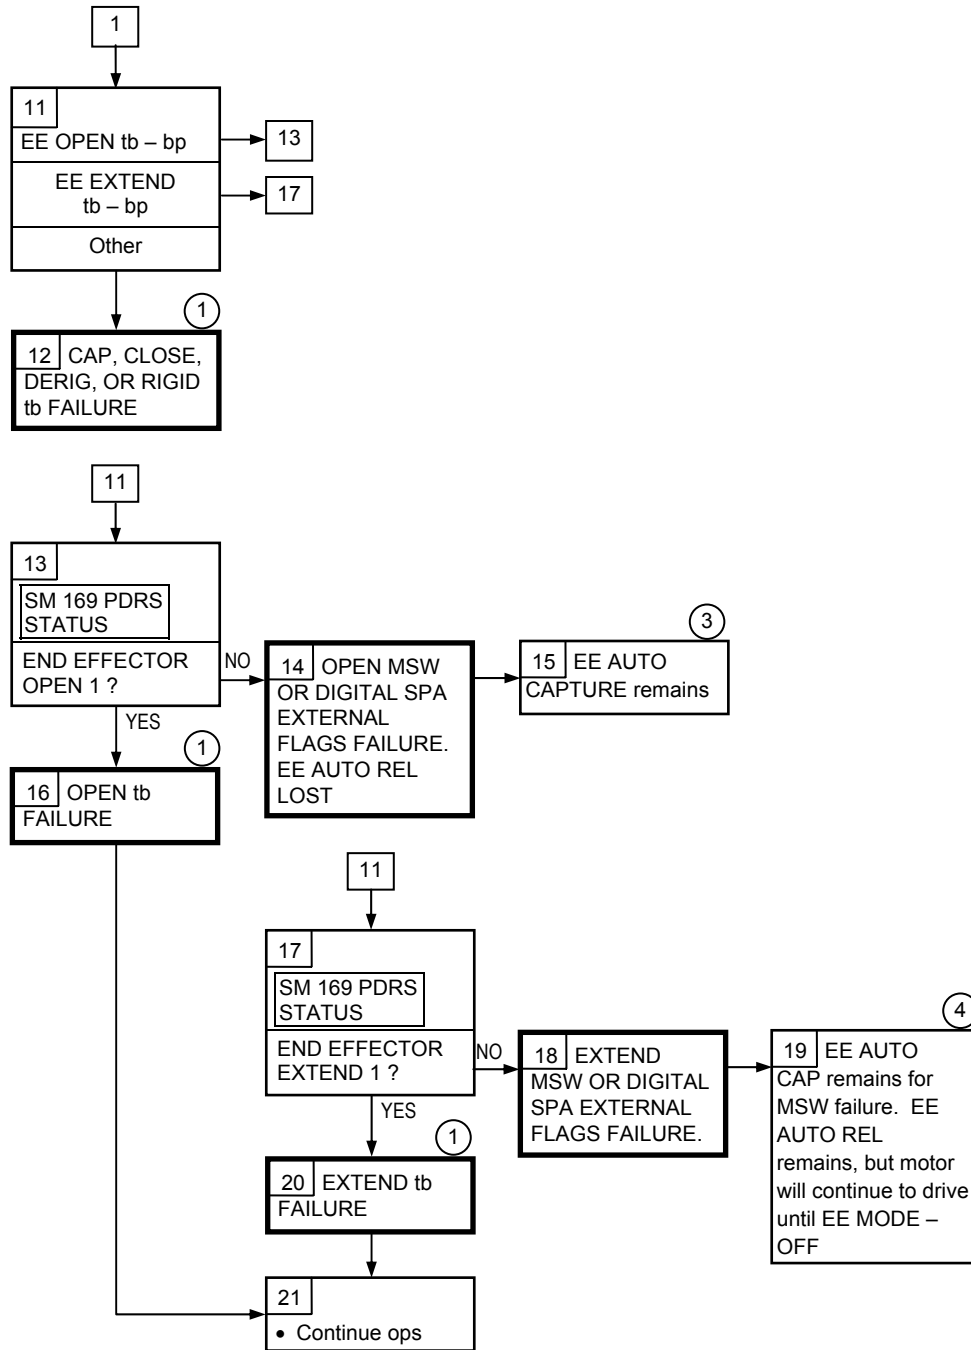 1
11
EE OPEN tb – bp
13
EE EXTEND
tb – bp
17
Other
1
12 CAP, CLOSE,
DERIG, OR RIGID
tb FAILURE
11
13
SM 169 PDRS
STATUS
END EFFECTOR
OPEN 1 ?
NO
YES
14 OPEN MSW
OR DIGITAL SPA
EXTERNAL
FLAGS FAILURE.
EE AUTO REL
LOST
3
15 EE AUTO
CAPTURE remains
1
16 OPEN tb
FAILURE
11
17
SM 169 PDRS
STATUS
END EFFECTOR
EXTEND 1 ?
NO
YES
18 EXTEND
MSW OR DIGITAL
SPA EXTERNAL
FLAGS FAILURE.
4
19 EE AUTO
CAP remains for
MSW failure.  EE
AUTO REL
remains, but motor
will continue to drive
until EE MODE –
OFF
1
20 EXTEND tb
FAILURE
21
• Continue ops